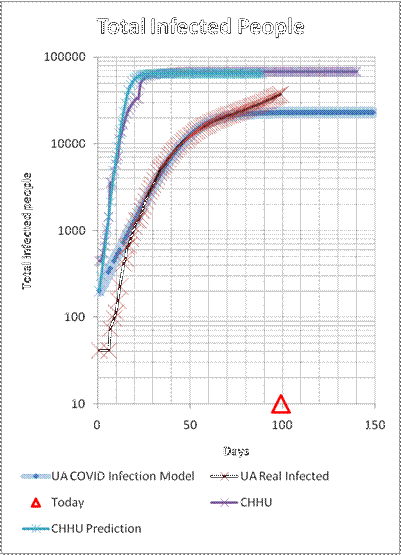 Total Infected People
100000
10000
1000
100
10
Total infected people
0 50 100 150
Days
UA COVID Infection Model UA Real Infected
Today CHHU
CHHU Prediction